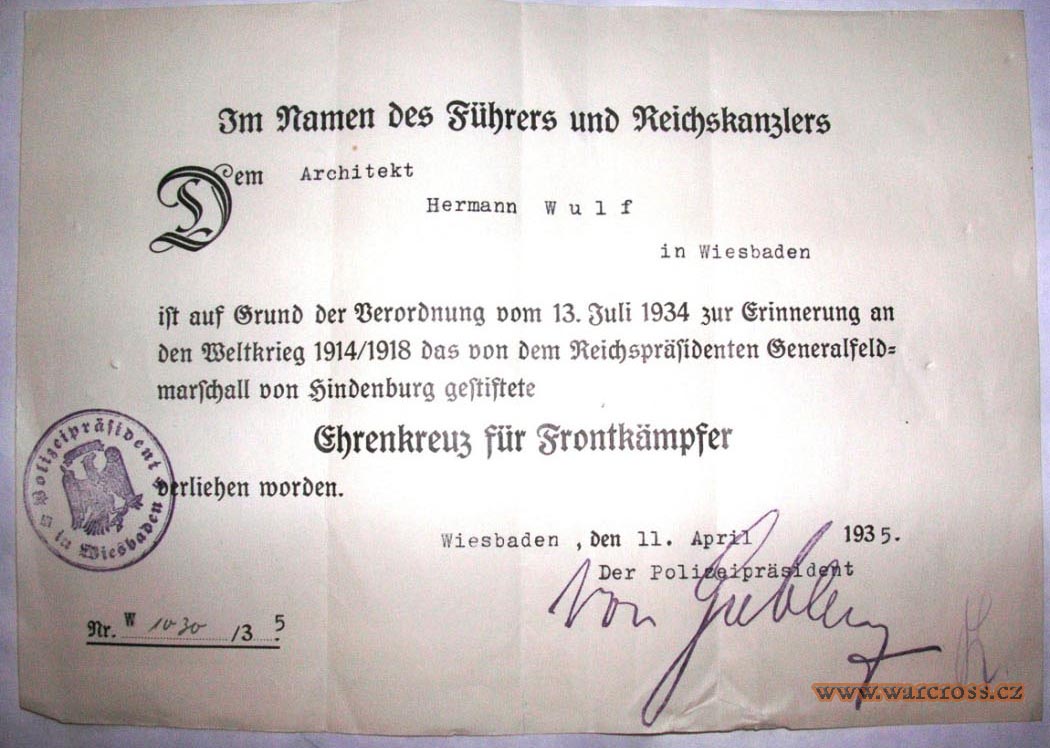 Im Namen des Führers und Reichskanzlers
Dem Architekt
Hermann Wulf
in Wiesbaden
ist auf Grund der Verordnung vom 13. Juli 1934 zur Erinnerung an
den Weltkrieg 1914/1918 das von dem Reichspräsidenten Generalfeld=
marschall von Hindenburg gestiftete
Ehrenkreuz für Frontkämpfer
verliehen worden.
Polizeipräsident
in Wiesbaden
Wiesbaden , den 11. April 1935.
Der Polizeipräsident
von
Nr. W 1030 /3 5
www.warcross.cz